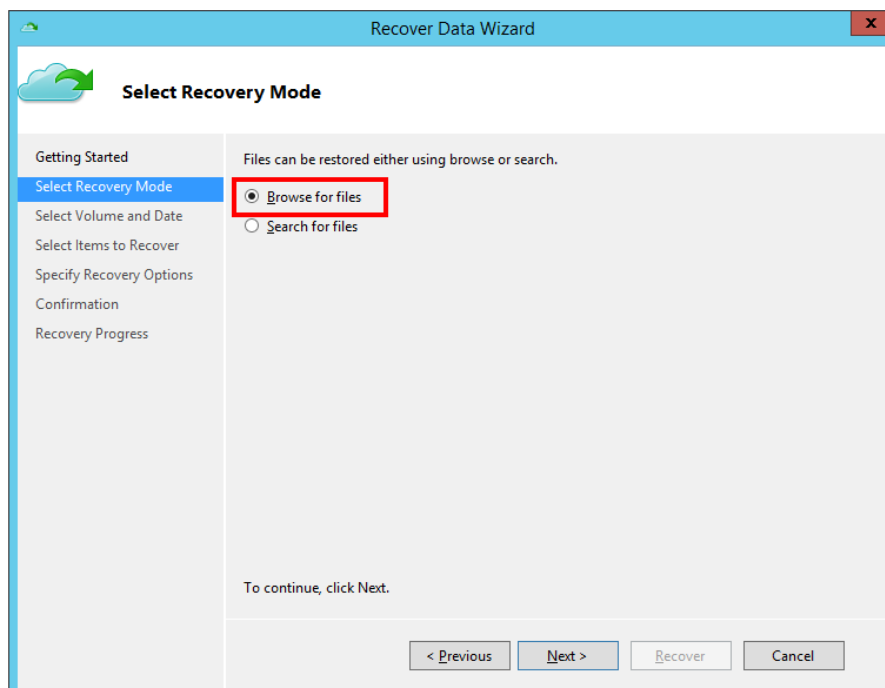 Recover Data Wizard
x
Select Recovery Mode
Getting Started
Select Recovery Mode
Select Volume and Date
Select Items to Recover
Specify Recovery Options
Confirmation
Recovery Progress
Files can be restored either using browse or search.
Browse for files
Search for files
To continue, click Next.
< Previous
Next >
Recover
Cancel